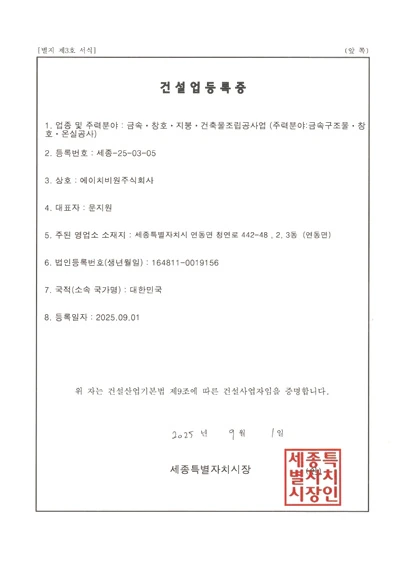 [별지 제3호 서식]
(앞 쪽)
건설업등록증
1. 업종 및 주력분야 : 금속・창호・지붕・건축물조립공사업 (주력분야:금속구조물・창
호・온실공사)
2. 등록번호 : 세종-25-03-05
3. 상호 : 에이치비원주식회사
4. 대표자 : 문지원
5. 주된 영업소 소재지 : 세종특별자치시 연동면 청연로 442-48 , 2, 3동 (연동면)
6. 법인등록번호(생년월일) : 164811-0019156
7. 국적(소속 국가명) : 대한민국
8. 등록일자 : 2025.09.01
위 자는 건설산업기본법 제9조에 따른 건설사업자임을 증명합니다.
2025 년 9 월 1 일
세종특별자치시장
세종특
별자치
시장인